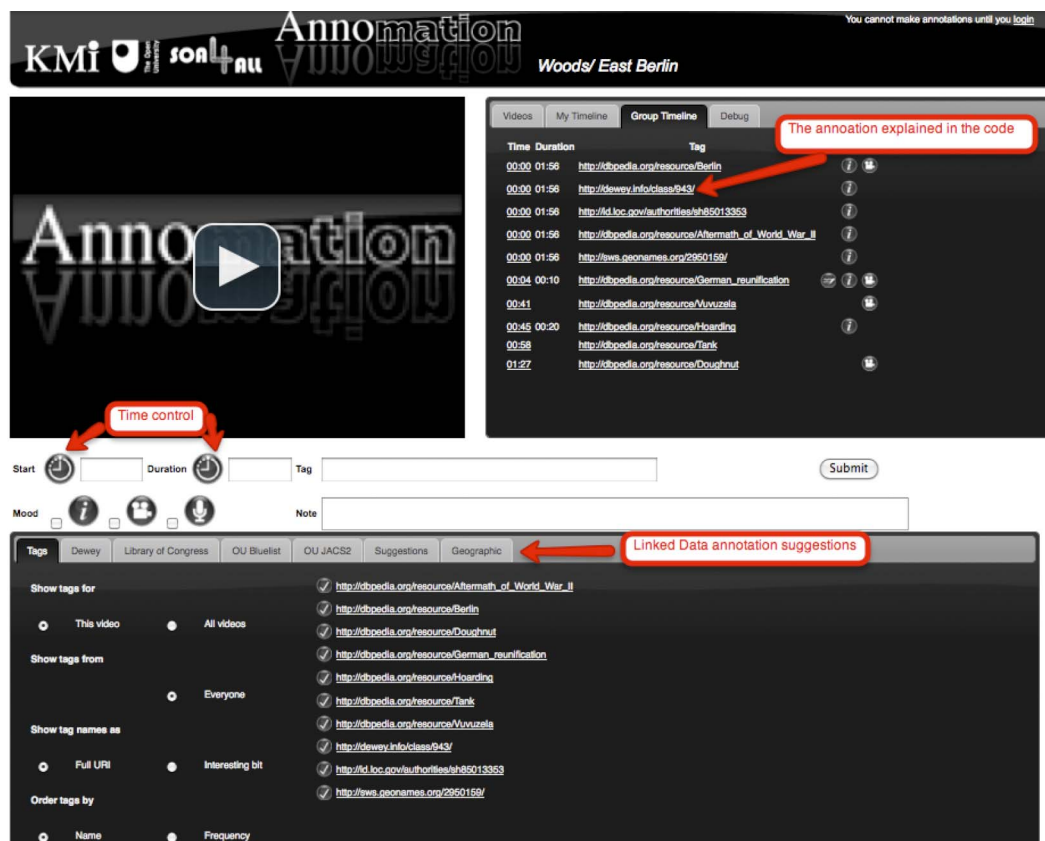 You cannot make annotations until you login
KMi The Open University SOA4ALL Annomation
Woods/ East Berlin
Annomation
Videos My Timeline Group Timeline Debug
The annoation explained in the code
Time Duration Tag
00:00 01:56 http://dbpedia.org/resource/Berlin
00:00 01:56 http://dewey.info/class/943/
00:00 01:56 http://id.loc.gov/authorities/sh85013353
00:00 01:56 http://dbpedia.org/resource/Aftermath_of_World_War_II
00:00 01:56 http://sws.geonames.org/2950159/
00:04 00:10 http://dbpedia.org/resource/German_reunification
00:41 http://dbpedia.org/resource/Vuvuzela
00:45 00:20 http://dbpedia.org/resource/Hoarding
00:58 http://dbpedia.org/resource/Tank
01:27 http://dbpedia.org/resource/Doughnut
Time control
Start Duration Tag Submit
Mood Note
Tags Dewey Library of Congress OU Bluelist OU JACS2 Suggestions Geographic
Linked Data annotation suggestions
Show tags for
This video All videos
Show tags from
Everyone
Show tag names as
Full URI Interesting bit
Order tags by
Name Frequency
http://dbpedia.org/resource/Aftermath_of_World_War_II
http://dbpedia.org/resource/Berlin
http://dbpedia.org/resource/Doughnut
http://dbpedia.org/resource/German_reunification
http://dbpedia.org/resource/Hoarding
http://dbpedia.org/resource/Tank
http://dbpedia.org/resource/Vuvuzela
http://dewey.info/class/943/
http://id.loc.gov/authorities/sh85013353
http://sws.geonames.org/2950159/